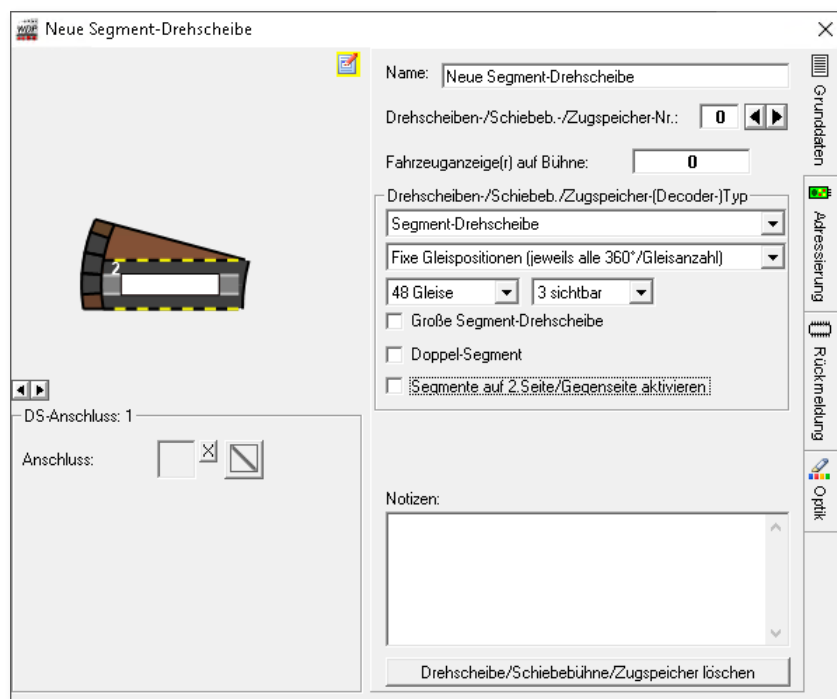 WDP
Neue Segment-Drehscheibe
2
DS-Anschluss: 1
Anschluss:
X
Name: Neue Segment-Drehscheibe
Drehscheiben-/Schiebeb.-/Zugspeicher-Nr.: 0
Fahrzeuganzeige(r) auf Bühne: 0
Drehscheiben-/Schiebeb./Zugspeicher-(Decoder-)Typ
Segment-Drehscheibe
Fixe Gleispositionen (jeweils alle 360°/Gleisanzahl)
48 Gleise 3 sichtbar
Große Segment-Drehscheibe
Doppel-Segment
Segmente auf 2.Seite/Gegenseite aktivieren
Notizen:
Drehscheibe/Schiebebühne/Zugspeicher löschen
Grunddaten
Adressierung
Rückmeldung
Optik